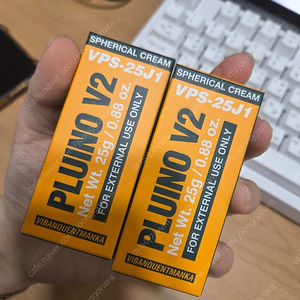 SPHERICAL CREAM
VPS-25J1
PLUINO V2
Net Wt. 25g / 0.88 oz.
FOR EXTERNAL USE ONLY
VIBANQUENTMANKA
SPHERICAL CREAM
VPS-25J1
PLUINO V2
Net Wt. 25g / 0.88 oz.
FOR EXTERNAL USE ONLY
VIBANQUENTMANKA